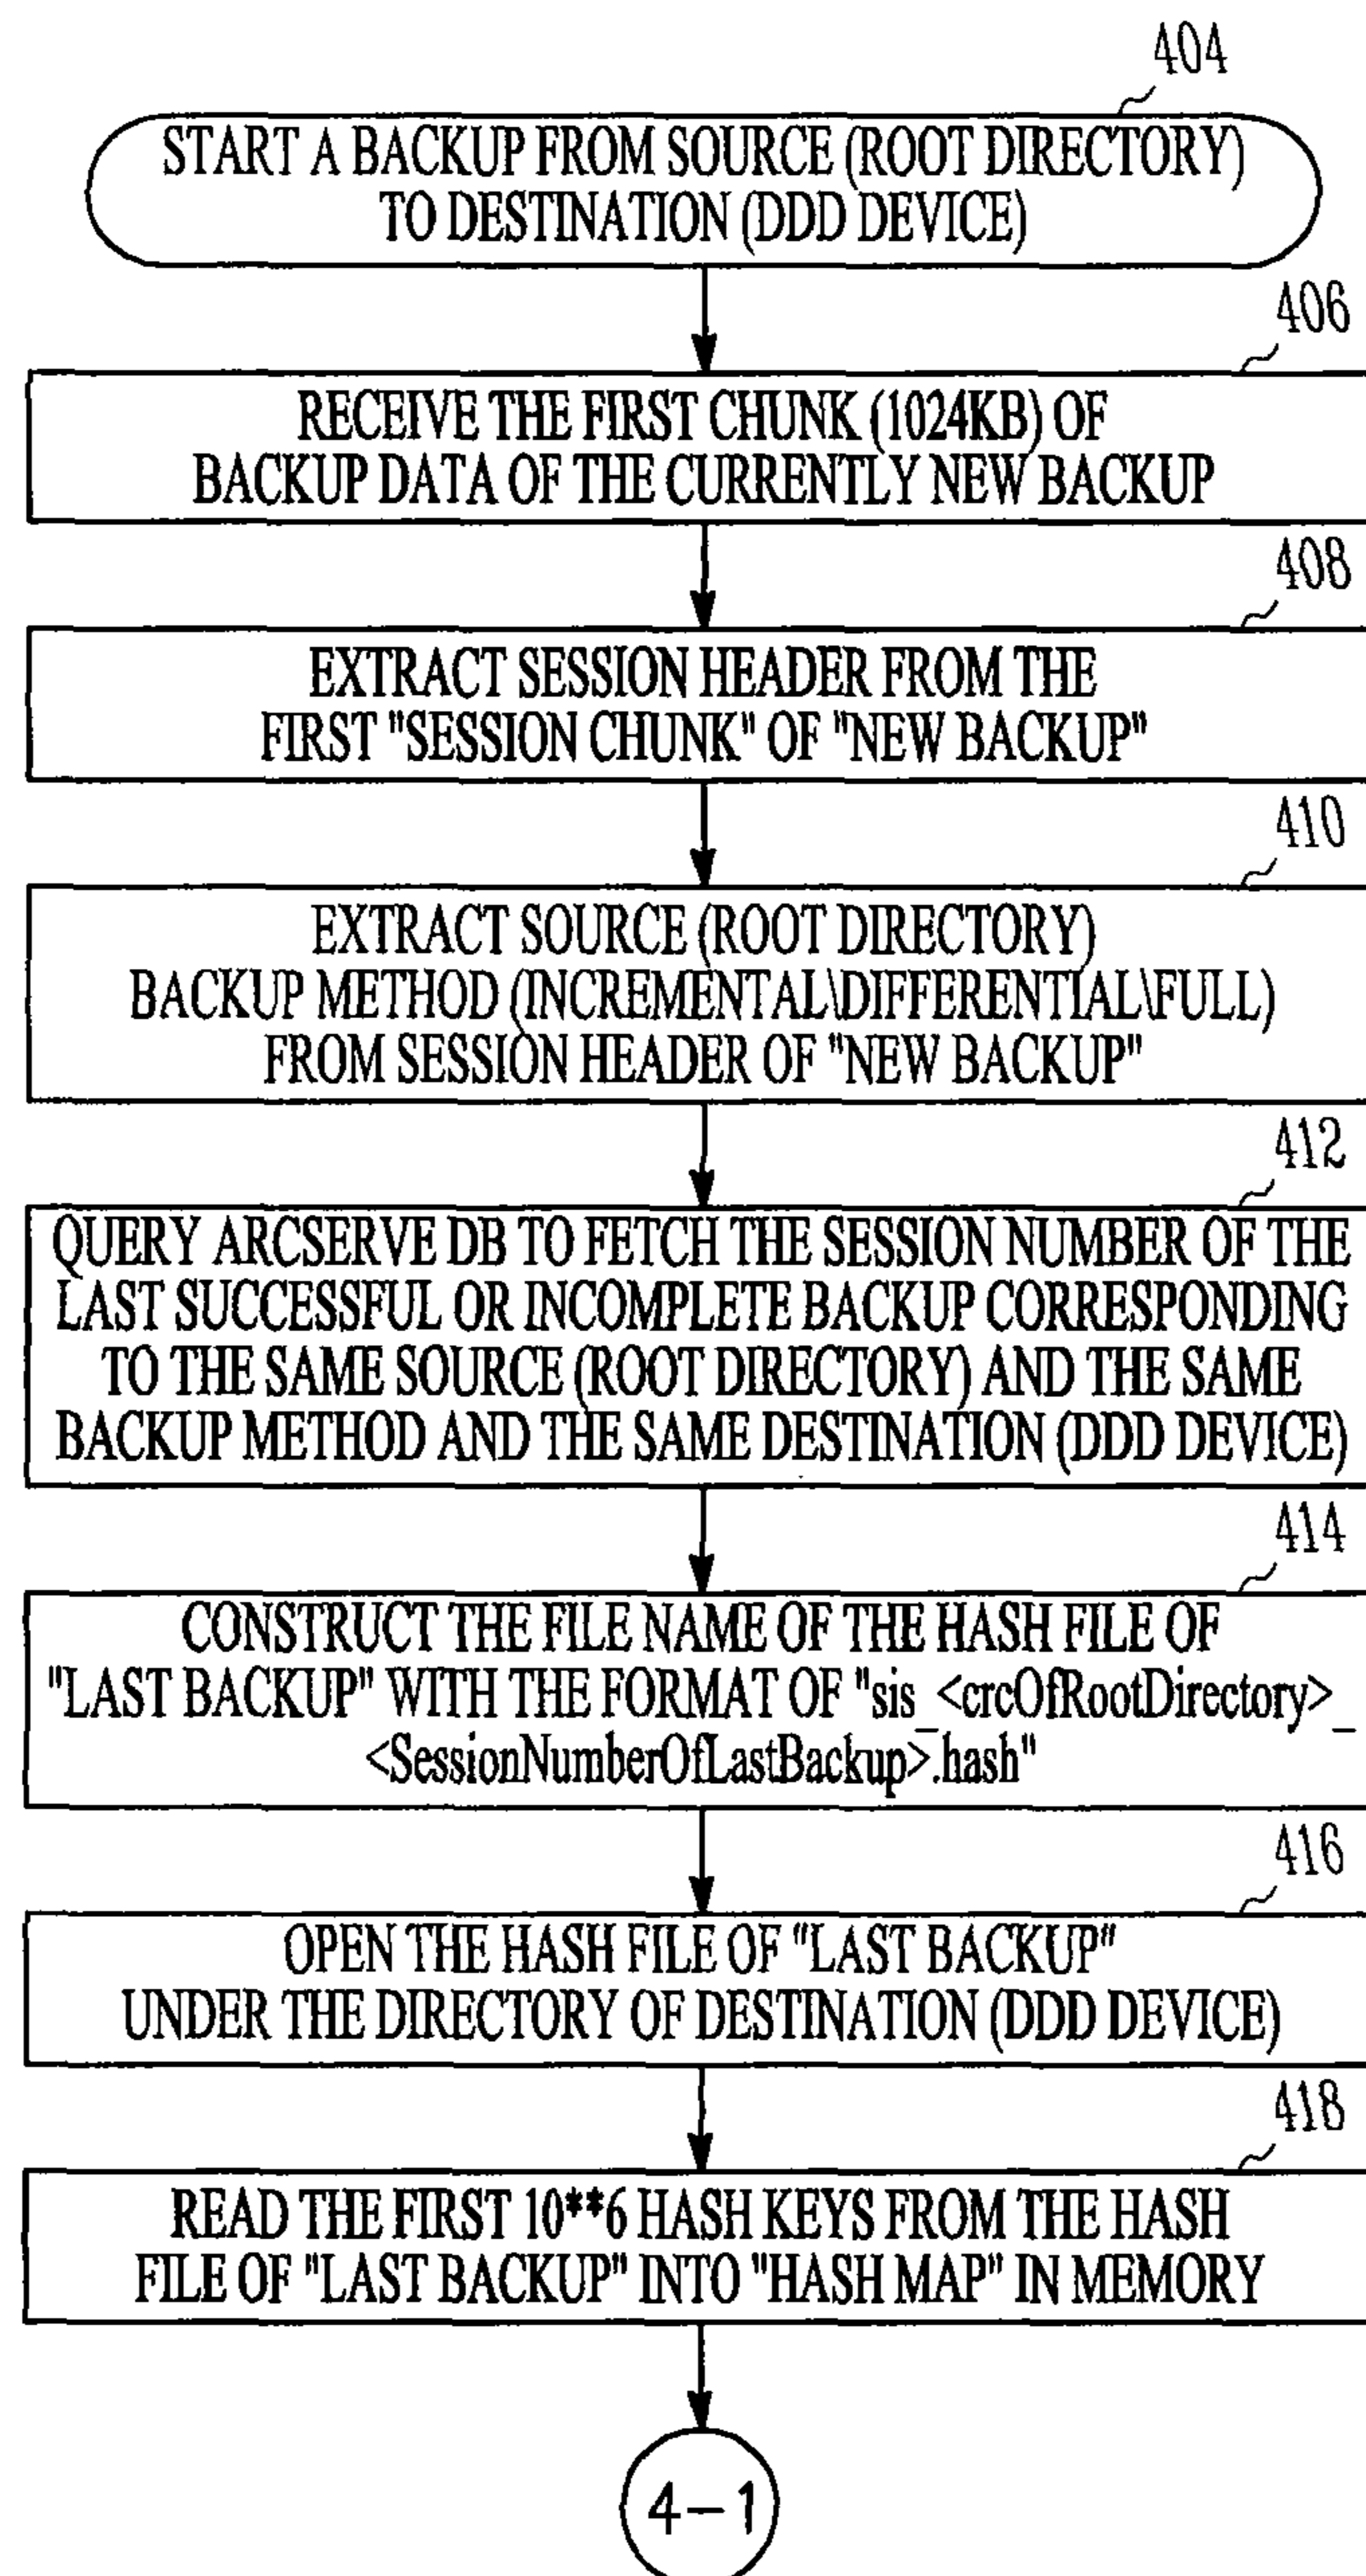 404
START A BACKUP FROM SOURCE (ROOT DIRECTORY)
TO DESTINATION (DDD DEVICE)
406
RECEIVE THE FIRST CHUNK (1024KB) OF
BACKUP DATA OF THE CURRENTLY NEW BACKUP
408
EXTRACT SESSION HEADER FROM THE
FIRST "SESSION CHUNK" OF "NEW BACKUP"
410
EXTRACT SOURCE (ROOT DIRECTORY)
BACKUP METHOD (INCREMENTAL\DIFFERENTIAL\FULL)
FROM SESSION HEADER OF "NEW BACKUP"
412
QUERY ARCSERVE DB TO FETCH THE SESSION NUMBER OF THE
LAST SUCCESSFUL OR INCOMPLETE BACKUP CORRESPONDING
TO THE SAME SOURCE (ROOT DIRECTORY) AND THE SAME
BACKUP METHOD AND THE SAME DESTINATION (DDD DEVICE)
414
CONSTRUCT THE FILE NAME OF THE HASH FILE OF
"LAST BACKUP" WITH THE FORMAT OF "sis_<crcOfRootDirectory>_
<SessionNumberOfLastBackup>.hash"
416
OPEN THE HASH FILE OF "LAST BACKUP"
UNDER THE DIRECTORY OF DESTINATION (DDD DEVICE)
418
READ THE FIRST 10**6 HASH KEYS FROM THE HASH
FILE OF "LAST BACKUP" INTO "HASH MAP" IN MEMORY
4-1